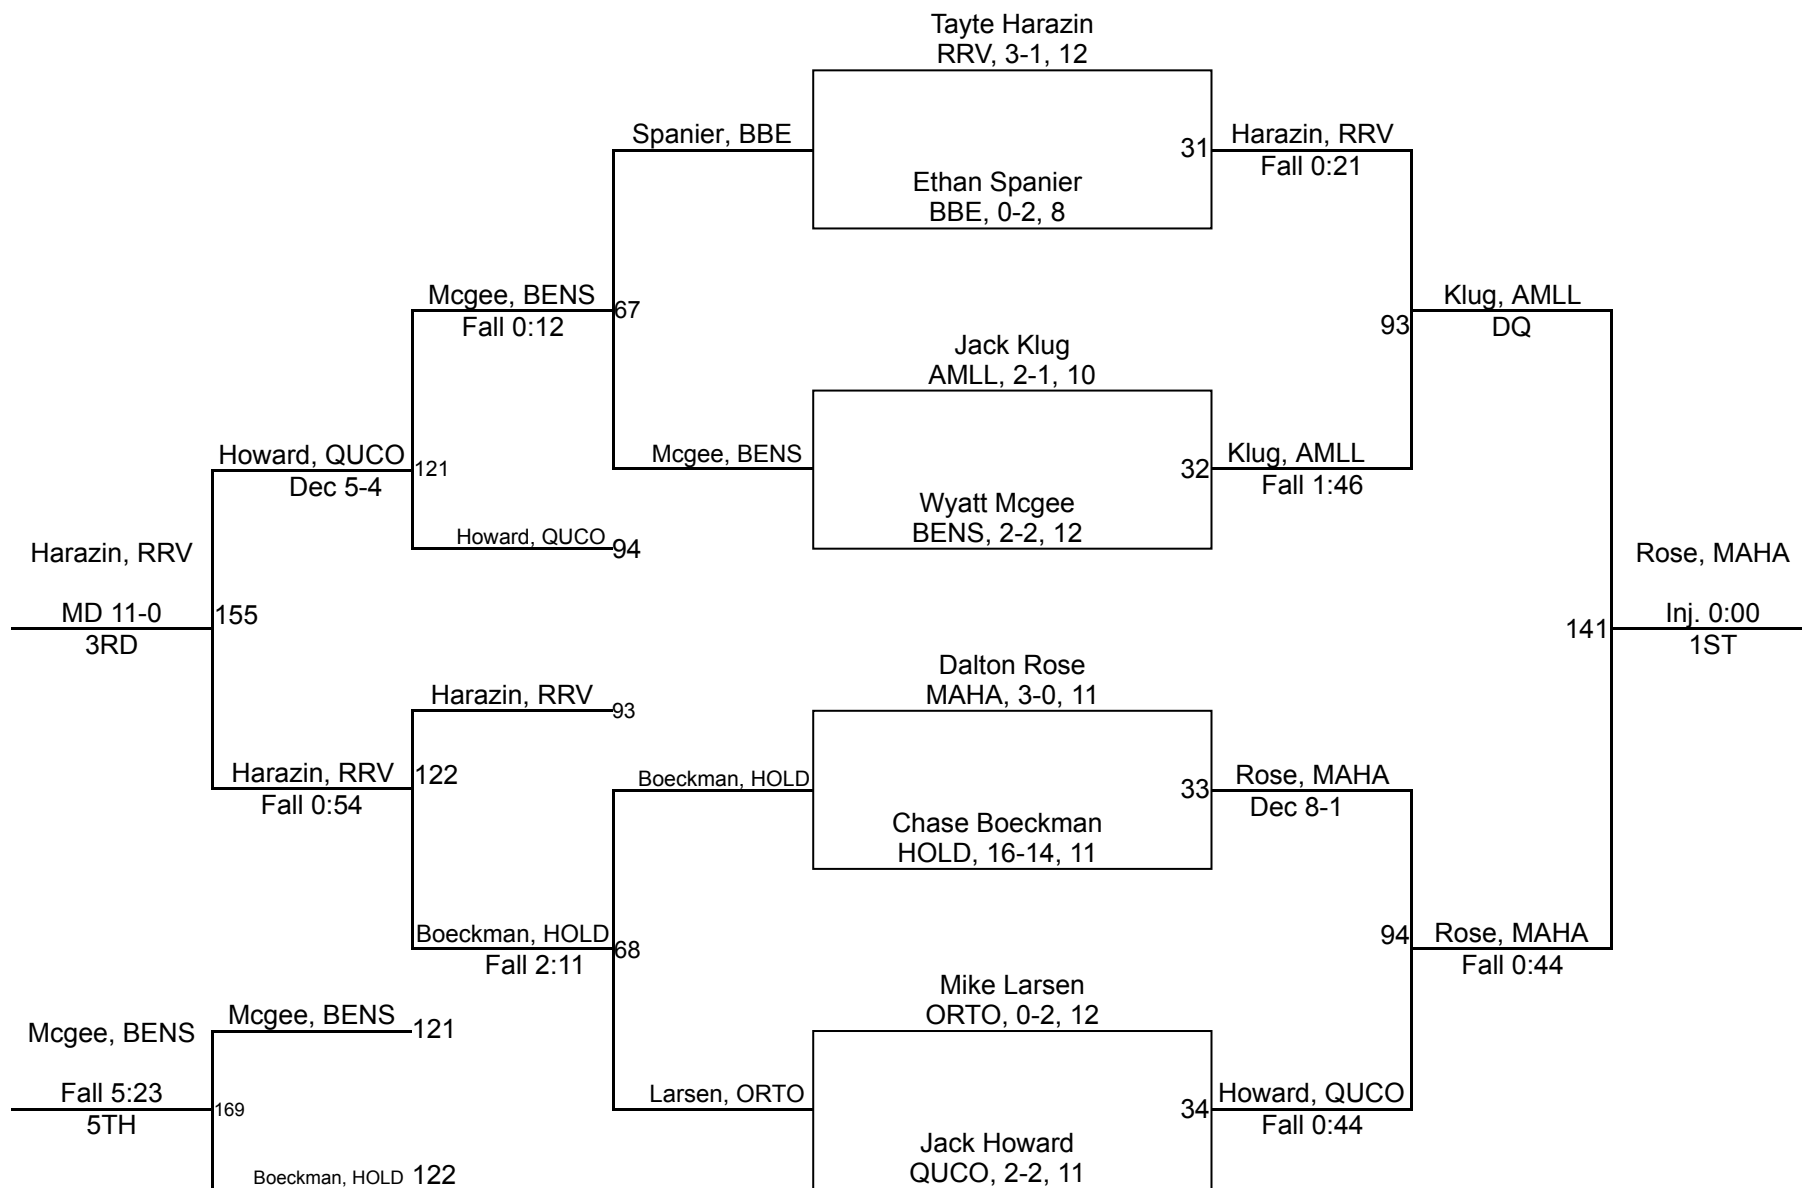 Tayte Harazin
RRV, 3-1, 12
Spanier, BBE
31
Harazin, RRV
Fall 0:21
Ethan Spanier
BBE, 0-2, 8
Mcgee, BENS
Fall 0:12
67
Klug, AMLL
DQ
93
Jack Klug
AMLL, 2-1, 10
Howard, QUCO
Dec 5-4
121
Mcgee, BENS
32
Klug, AMLL
Fall 1:46
Wyatt Mcgee
BENS, 2-2, 12
Howard, QUCO
94
Harazin, RRV
MD 11-0
3RD
155
Rose, MAHA
141
Inj. 0:00
1ST
Harazin, RRV
93
Dalton Rose
MAHA, 3-0, 11
Harazin, RRV
Fall 0:54
122
Boeckman, HOLD
33
Rose, MAHA
Dec 8-1
Chase Boeckman
HOLD, 16-14, 11
Boeckman, HOLD
Fall 2:11
68
94
Rose, MAHA
Fall 0:44
Mike Larsen
ORTO, 0-2, 12
Mcgee, BENS
Mcgee, BENS
121
Fall 5:23
5TH
169
Larsen, ORTO
34
Howard, QUCO
Fall 0:44
Jack Howard
QUCO, 2-2, 11
Boeckman, HOLD
122